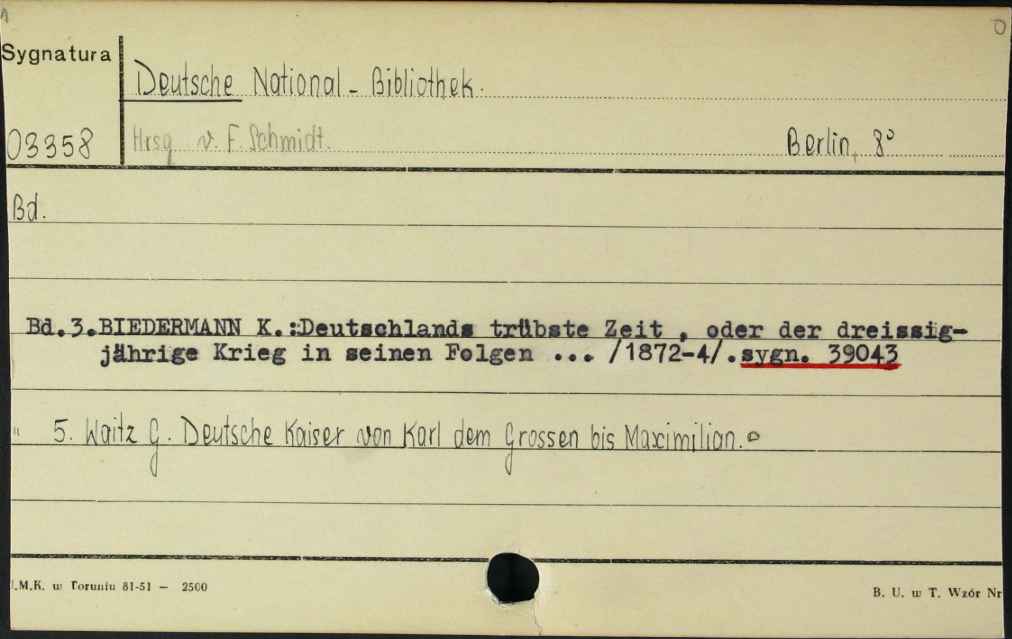 Sygnatura
Deutsche National - Bibliothek.
03358
Hrsg. v. F. Schmidt.
Berlin, 8°
Bd.
Bd.3.BIEDERMANN K.:Deutschlands trübste Zeit , oder der dreissig-
jährige Krieg in seinen Folgen ... /1872-4/.sygn. 39043
" 5. Waitz G. Deutsche Kaiser von Karl dem Grossen bis Maximilian.
U.M.K. w Toruniu 81-51 — 2500
B. U. w T. Wzór Nr